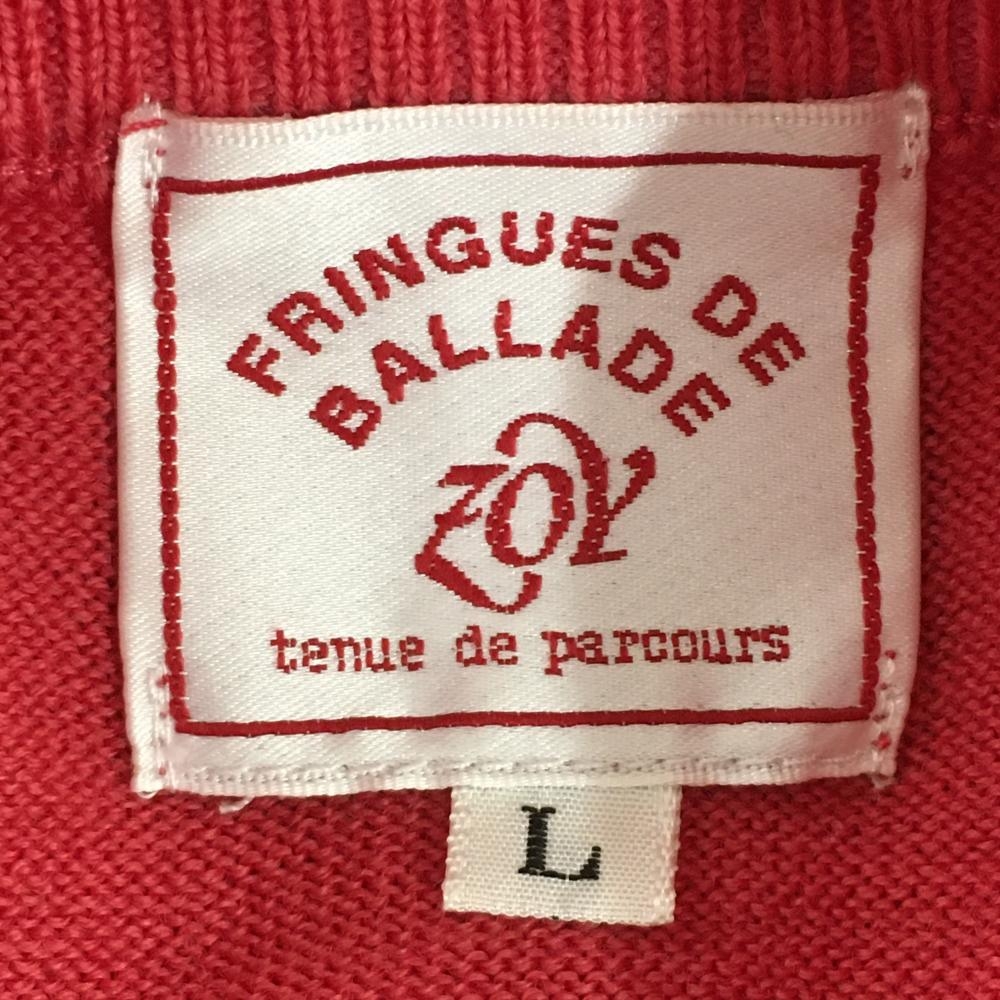 FRINGUES DE
BALLADE
ZOY
tenue de parcours
L